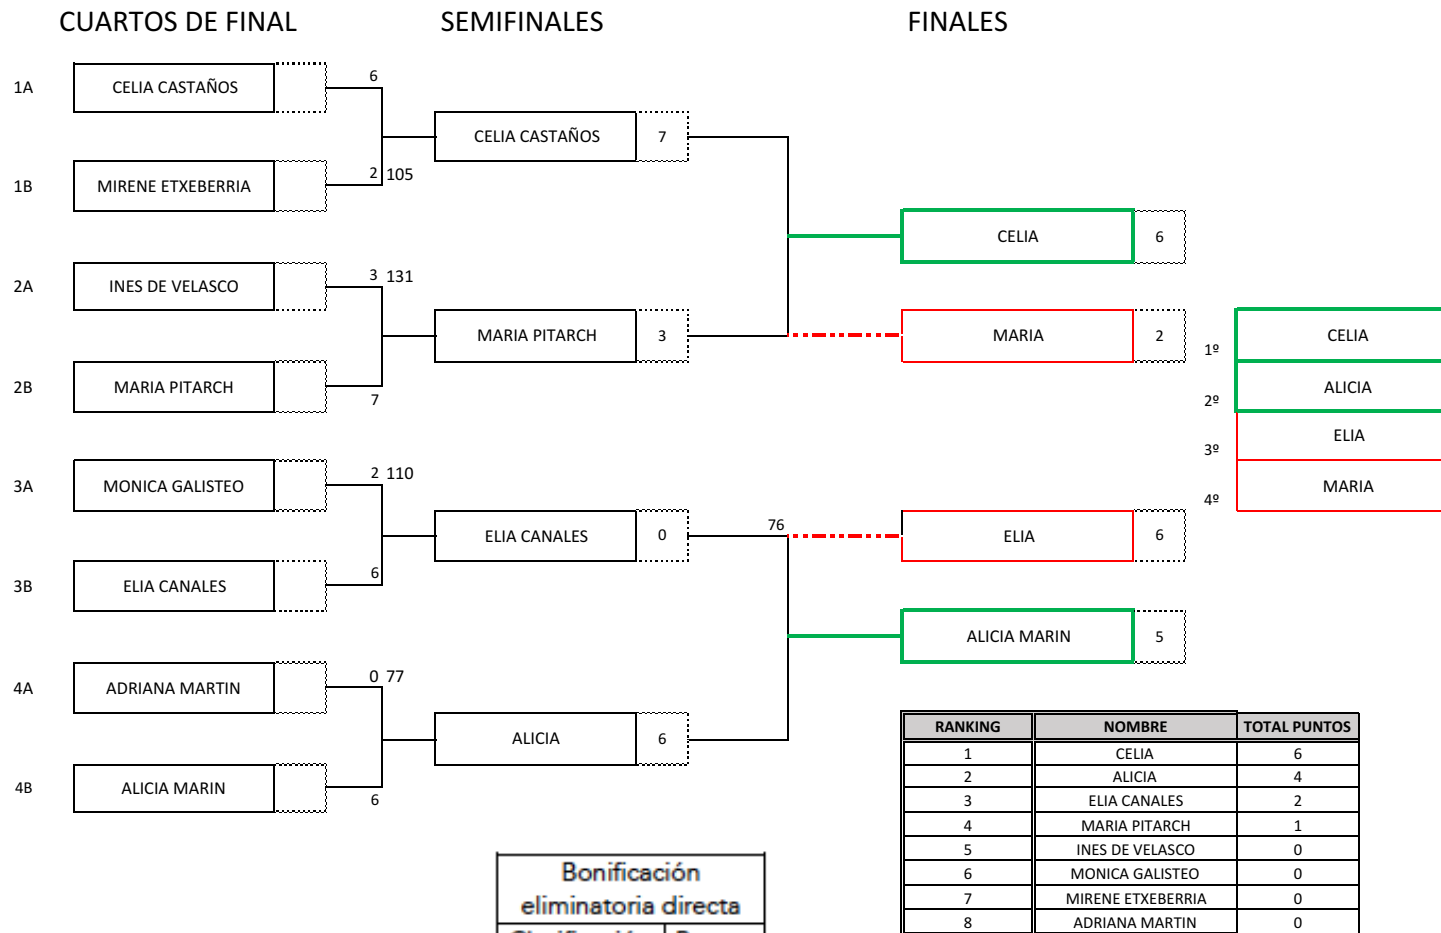 CUARTOS DE FINAL SEMIFINALES FINALES
1A CELIA CASTAÑOS 6
CELIA CASTAÑOS 7
1B MIRENE ETXEBERRIA 2 105
CELIA 6
2A INES DE VELASCO 3 131
MARIA PITARCH 3
MARIA 2
2B MARIA PITARCH 7
1º CELIA
2º ALICIA
3º ELIA
4º MARIA
3A MONICA GALISTEO 2 110
ELIA CANALES 0 76
ELIA 6
3B ELIA CANALES 6
ALICIA MARIN 5
4A ADRIANA MARTIN 0 77
ALICIA 6
4B ALICIA MARIN 6
RANKING NOMBRE TOTAL PUNTOS
1 CELIA 6
2 ALICIA 4
3 ELIA CANALES 2
4 MARIA PITARCH 1
5 INES DE VELASCO 0
6 MONICA GALISTEO 0
7 MIRENE ETXEBERRIA 0
8 ADRIANA MARTIN 0
Bonificación
eliminatoria directa